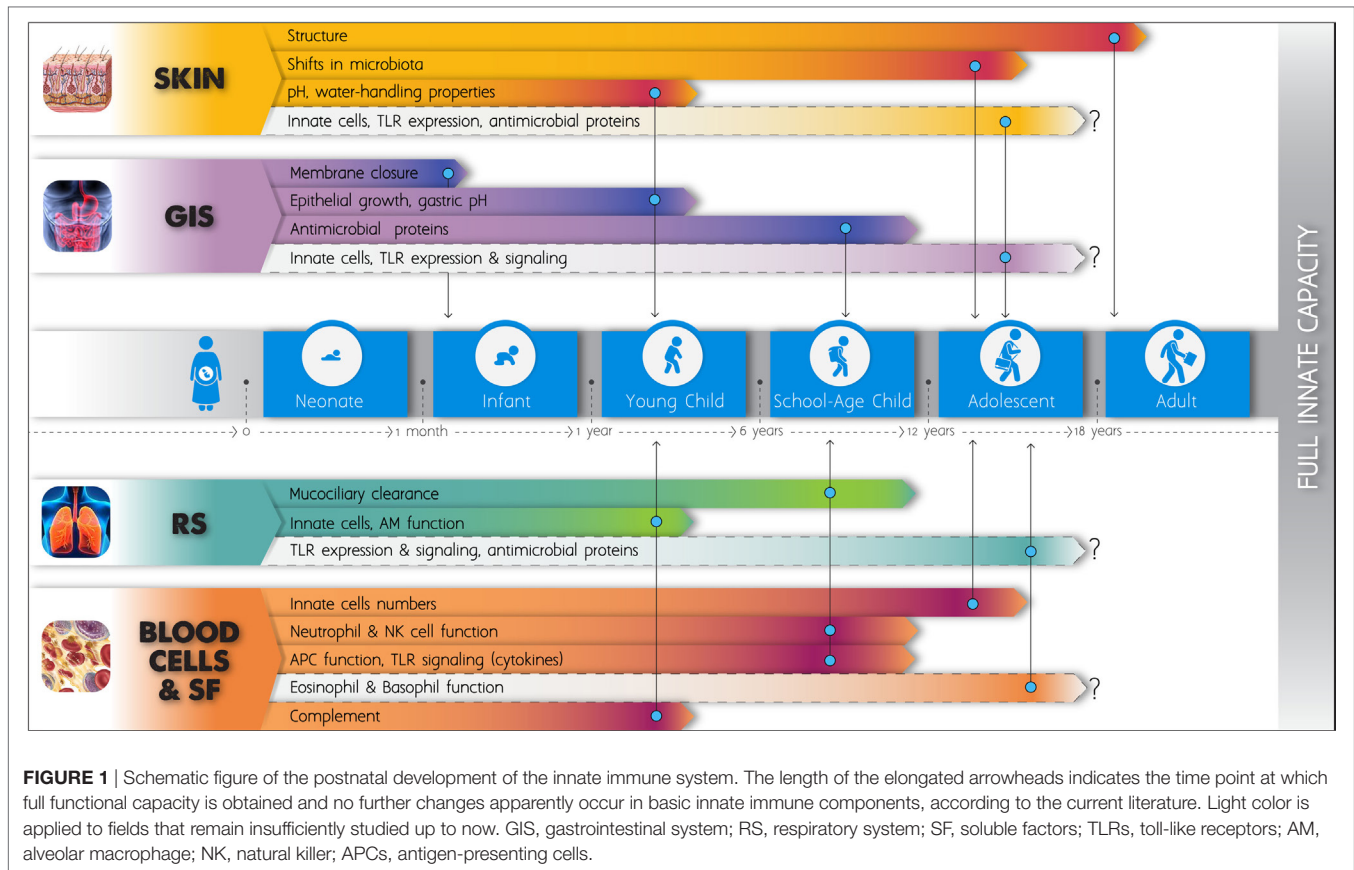 SKIN
Structure
Shifts in microbiota
pH, water-handling properties
Innate cells, TLR expression, antimicrobial proteins
?
GIS
Membrane closure
Epithelial growth, gastric pH
Antimicrobial proteins
Innate cells, TLR expression & signaling
?
Neonate
Infant
Young Child
School-Age Child
Adolescent
Adult
0
1 month
1 year
6 years
12 years
18 years
FULL INNATE CAPACITY
RS
Mucociliary clearance
Innate cells, AM function
TLR expression & signaling, antimicrobial proteins
?
BLOOD
CELLS
& SF
Innate cells numbers
Neutrophil & NK cell function
APC function, TLR signaling (cytokines)
Eosinophil & Basophil function
?
Complement
FIGURE 1 | Schematic figure of the postnatal development of the innate immune system. The length of the elongated arrowheads indicates the time point at which
full functional capacity is obtained and no further changes apparently occur in basic innate immune components, according to the current literature. Light color is
applied to fields that remain insufficiently studied up to now. GIS, gastrointestinal system; RS, respiratory system; SF, soluble factors; TLRs, toll-like receptors; AM,
alveolar macrophage; NK, natural killer; APCs, antigen-presenting cells.